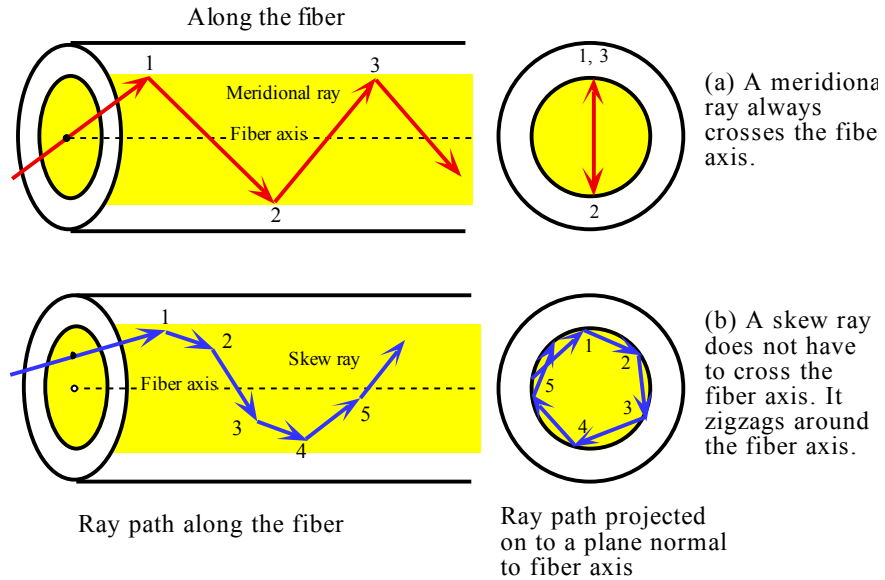 Along the fiber
1
3
Meridional ray
Fiber axis
2
1, 3
2
(a) A meridiona
ray always
crosses the fiber
axis.
1
2
Skew ray
Fiber axis
3
4
5
1
2
3
4
5
(b) A skew ray
does not have
to cross the
fiber axis. It
zigzags around
the fiber axis.
Ray path along the fiber
Ray path projected
on to a plane normal
to fiber axis